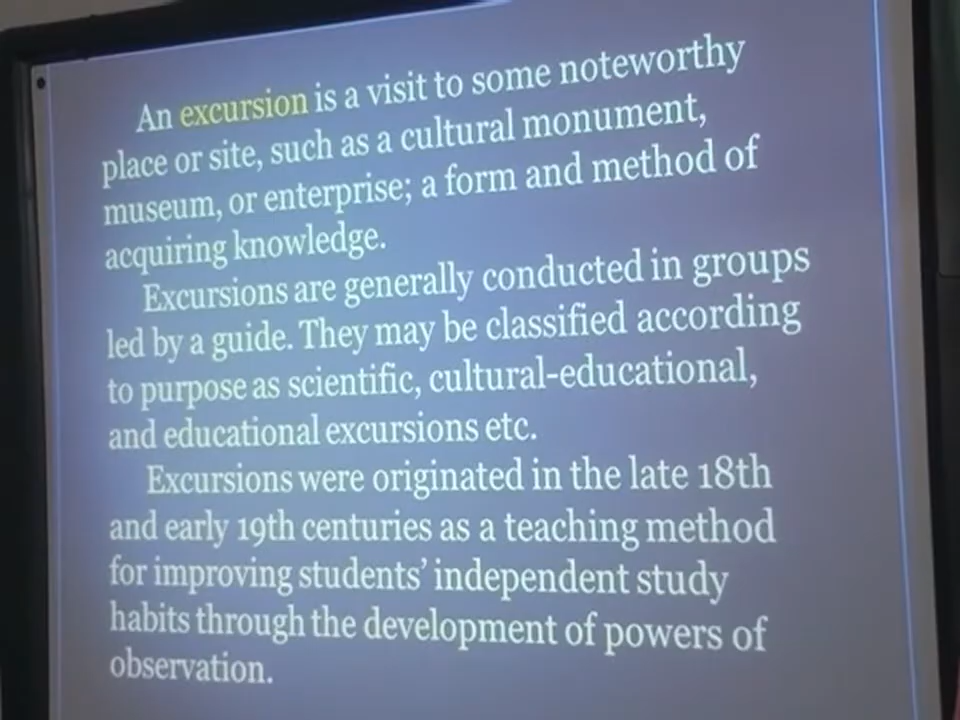 An excursion is a visit to some noteworthy
place or site, such as a cultural monument,
museum, or enterprise; a form and method of
acquiring knowledge.
Excursions are generally conducted in groups
led by a guide. They may be classified according
to purpose as scientific, cultural-educational,
and educational excursions etc.
Excursions were originated in the late 18th
and early 19th centuries as a teaching method
for improving students’ independent study
habits through the development of powers of
observation.